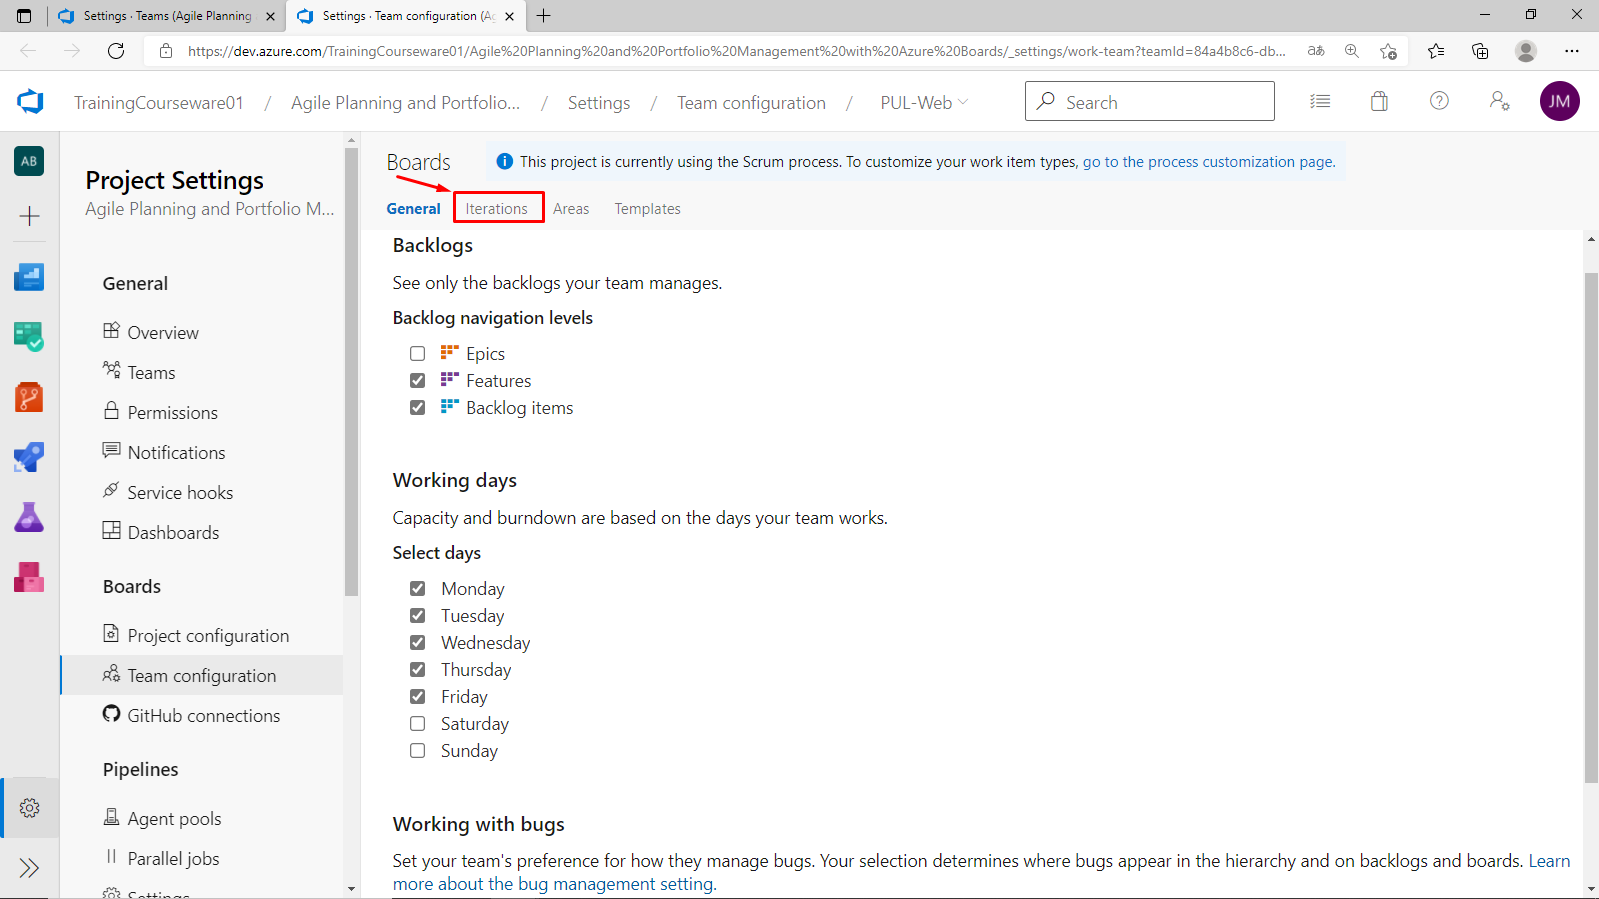 Settings · Teams (Agile Planning
Settings · Team configuration (Ag
https://dev.azure.com/TrainingCourseware01/Agile%20Planning%20and%20Portfolio%20Management%20with%20Azure%20Boards/_settings/work-team?teamId=84a4b8c6-db...
aあ
TrainingCourseware01 / Agile Planning and Portfolio... / Settings / Team configuration / PUL-Web
Search
JM
AB
Project Settings
Agile Planning and Portfolio M...
General
Overview
Teams
Permissions
Notifications
Service hooks
Dashboards
Boards
Project configuration
Team configuration
GitHub connections
Pipelines
Agent pools
Parallel jobs
Settings
Boards
This project is currently using the Scrum process. To customize your work item types, go to the process customization page.
General Iterations Areas Templates
Backlogs
See only the backlogs your team manages.
Backlog navigation levels
Epics
Features
Backlog items
Working days
Capacity and burndown are based on the days your team works.
Select days
Monday
Tuesday
Wednesday
Thursday
Friday
Saturday
Sunday
Working with bugs
Set your team's preference for how they manage bugs. Your selection determines where bugs appear in the hierarchy and on backlogs and boards. Learn
more about the bug management setting.